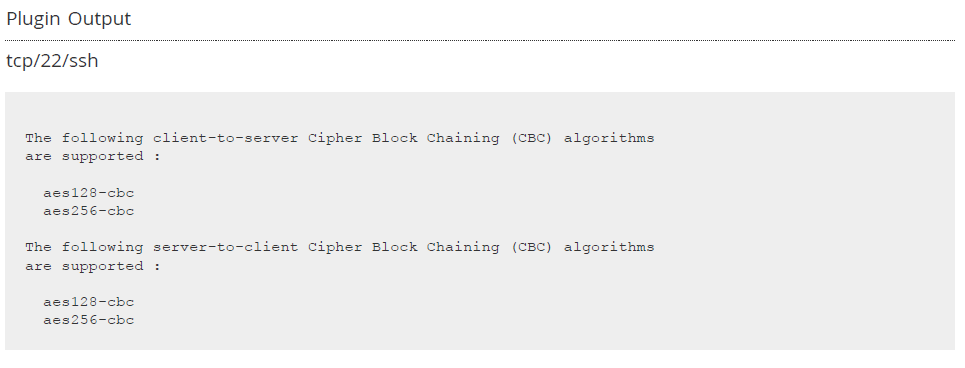 Plugin Output
tcp/22/ssh
The following client-to-server Cipher Block Chaining (CBC) algorithms
are supported :
aes128-cbc
aes256-cbc
The following server-to-client Cipher Block Chaining (CBC) algorithms
are supported :
aes128-cbc
aes256-cbc